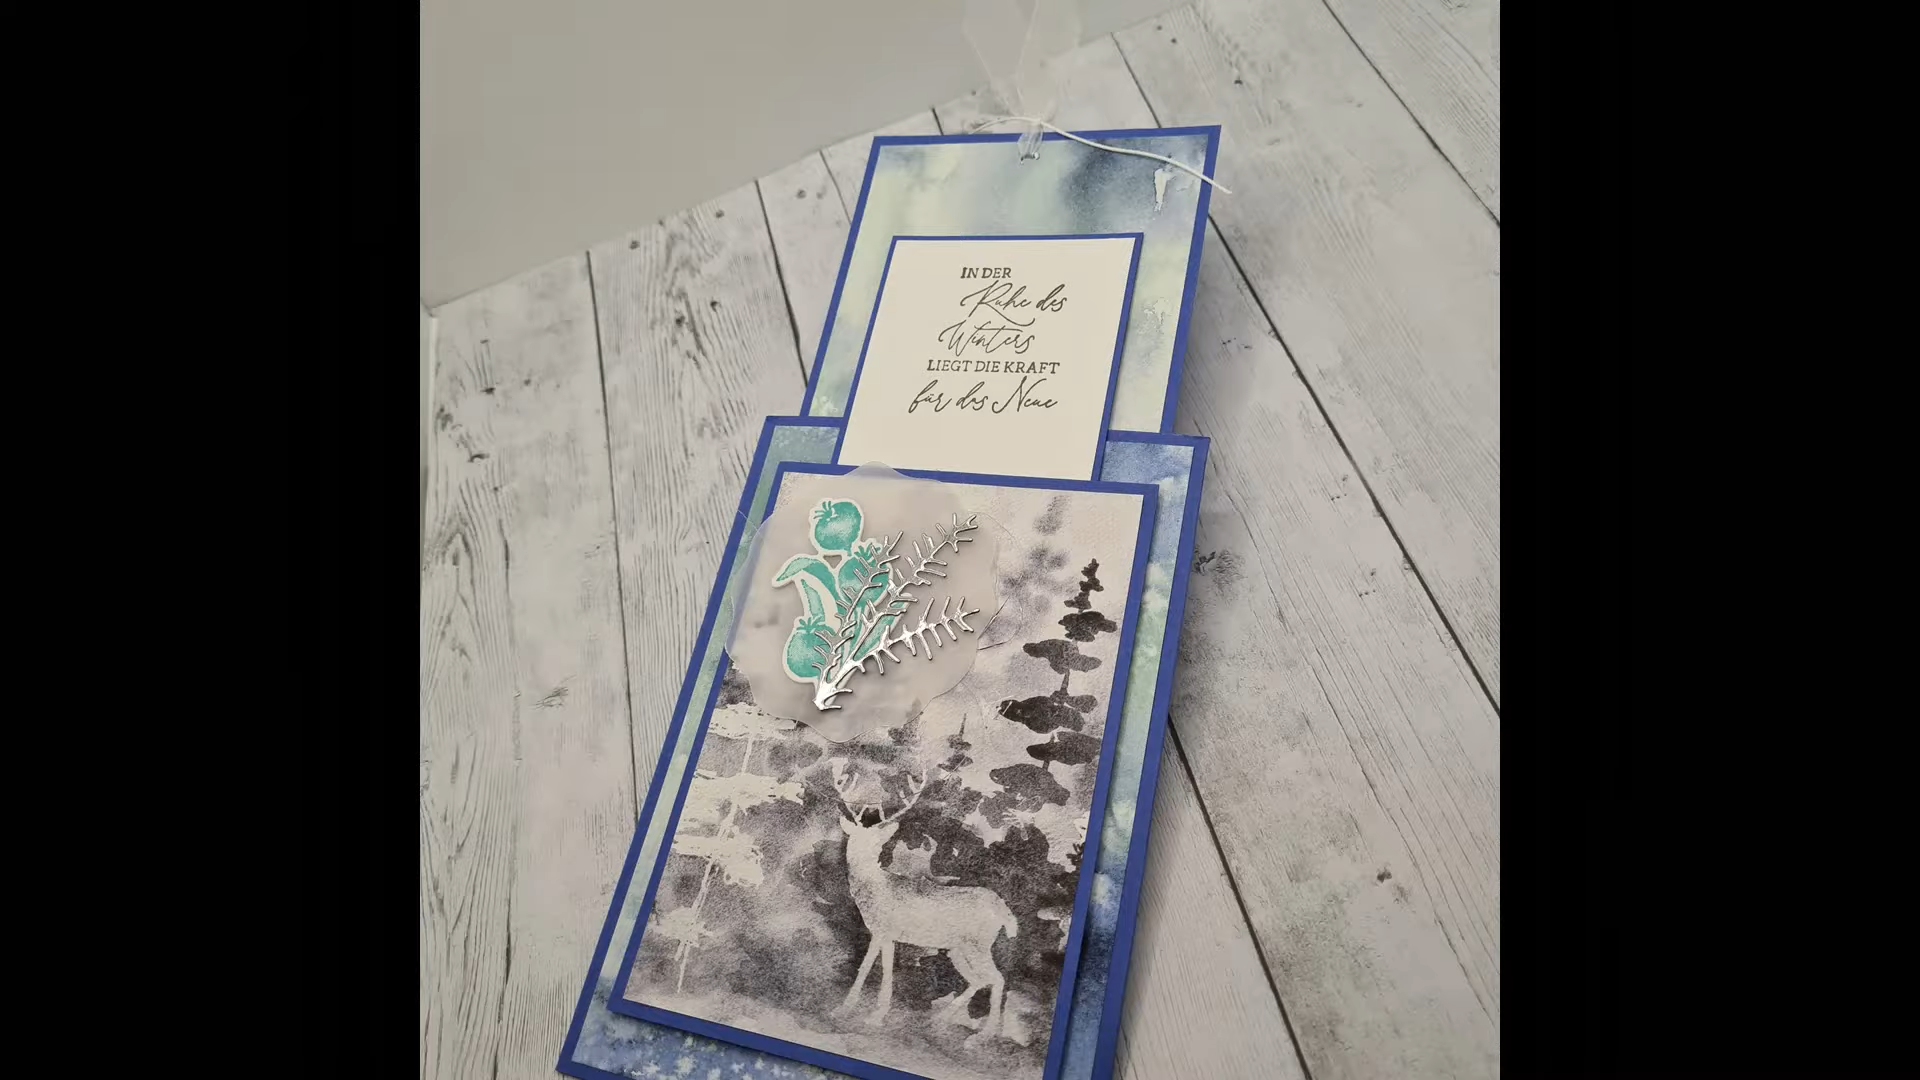 IN DER
Ruhe des
Winters
LIEGT DIE KRAFT
für das Neue